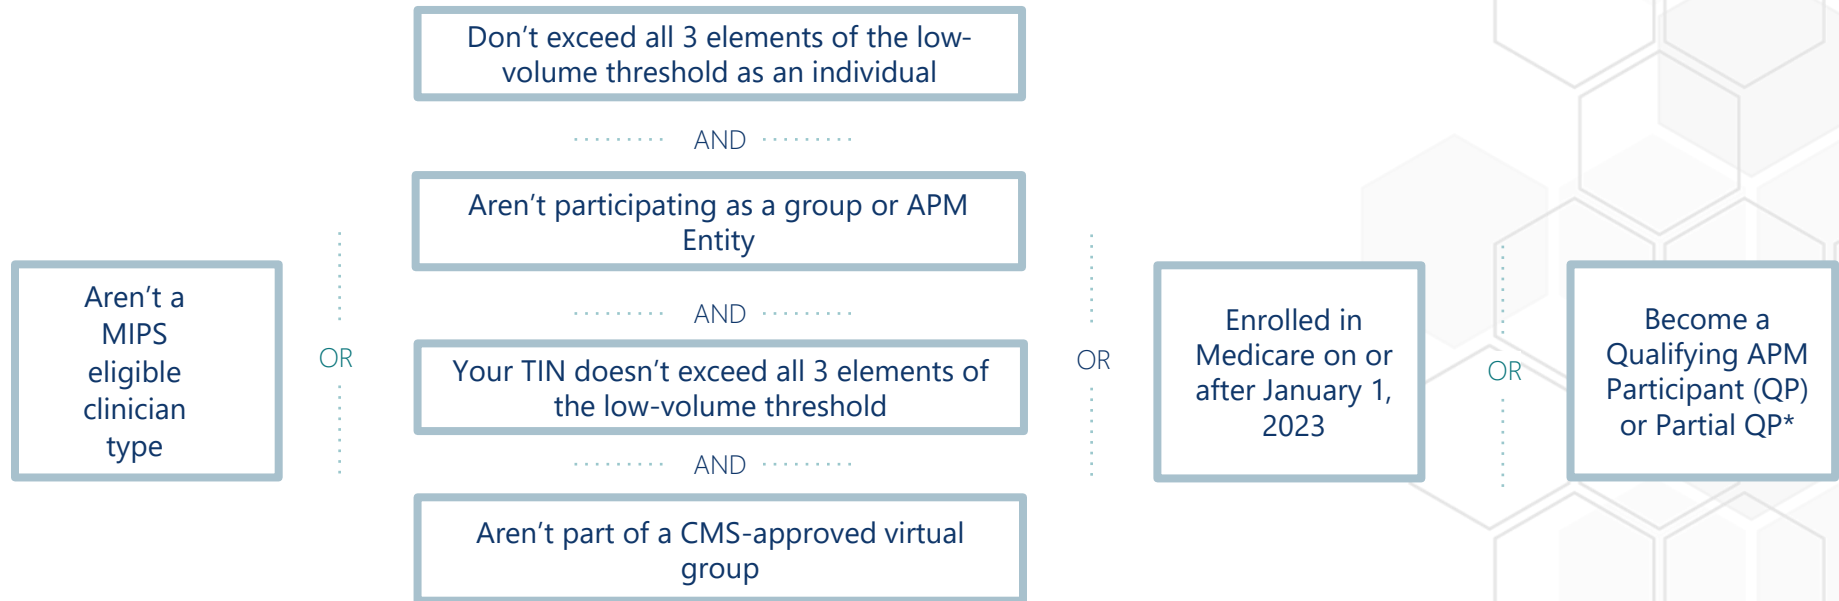 Aren’t a
MIPS
eligible
clinician
type
OR
Don’t exceed all 3 elements of the low-
volume threshold as an individual
AND
Aren’t participating as a group or APM
Entity
AND
Your TIN doesn’t exceed all 3 elements of
the low-volume threshold
AND
Aren’t part of a CMS-approved virtual
group
OR
Enrolled in
Medicare on or
after January 1,
2023
OR
Become a
Qualifying APM
Participant (QP)
or Partial QP*